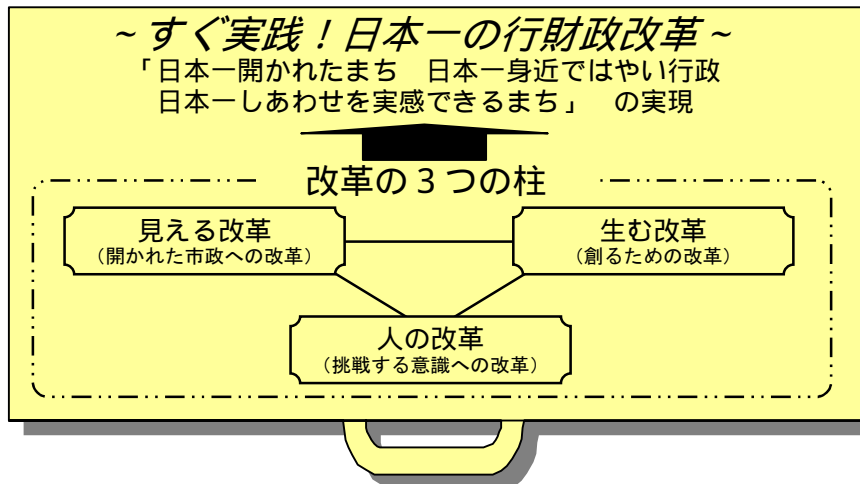 ~すぐ実践！日本一の行財政改革~
「日本一開かれたまち　日本一身近ではやい行政
日本一しあわせを実感できるまち」　の実現
改革の３つの柱
見える改革
（開かれた市政への改革）
生む改革
（創るための改革）
人の改革
（挑戦する意識への改革）